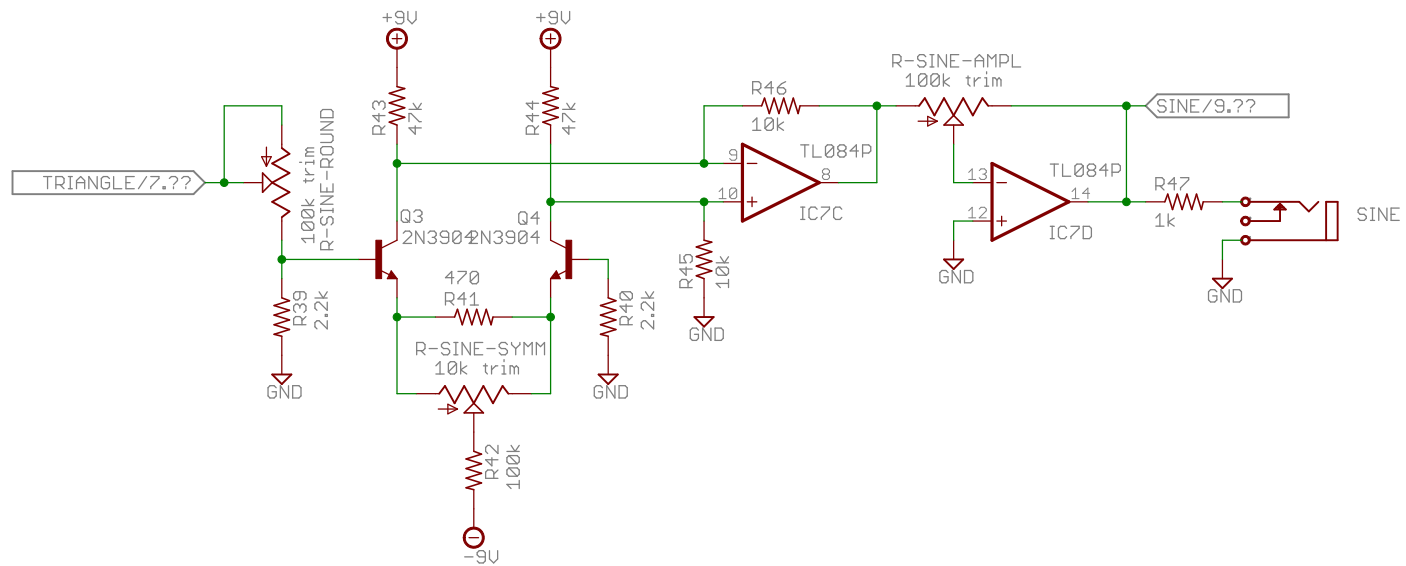 +9V
+9V
R-SINE-AMPL
100k trim
R43
47k
R44
47k
R46
10k
SINE/9.??
TRIANGLE/7.??
100k trim
R-SINE-ROUND
9
10
8
TL084P
IC7C
13
12
14
TL084P
IC7D
R47
1k
SINE
Q3
2N3904
Q4
2N3904
R45
10k
GND
GND
GND
R39
2.2k
GND
470
R41
R40
2.2k
GND
R-SINE-SYMM
10k trim
R42
100k
-9V